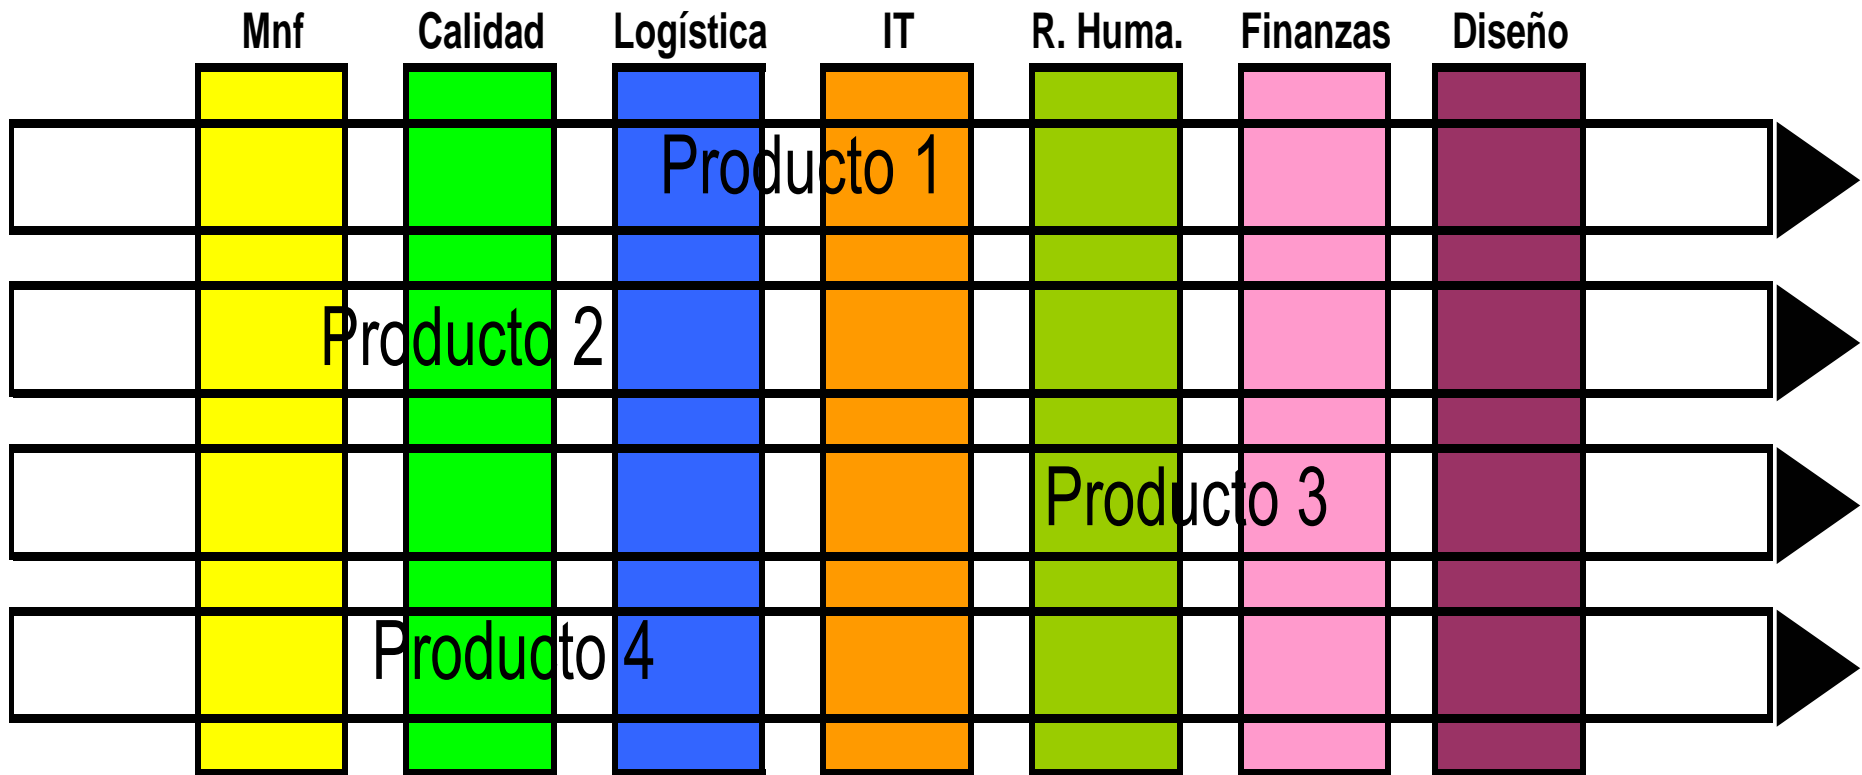 Mnf Calidad Logística IT R. Huma. Finanzas Diseño
Producto 1
Producto 2
Producto 3
Producto 4